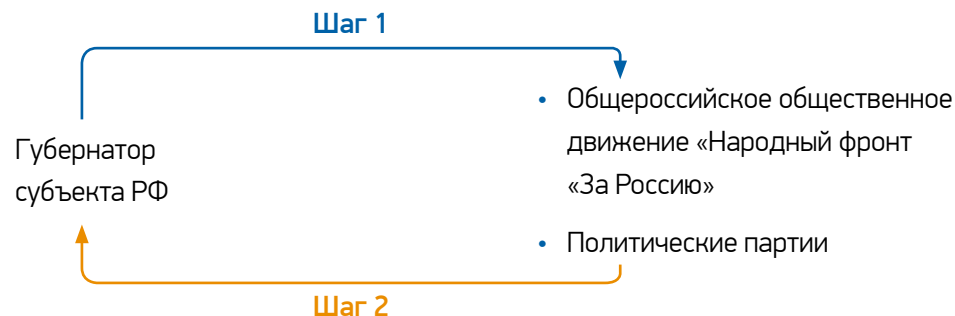 Шаг 1
Губернатор
субъекта РФ
• Общероссийское общественное
движение «Народный фронт
«За Россию»
• Политические партии
Шаг 2